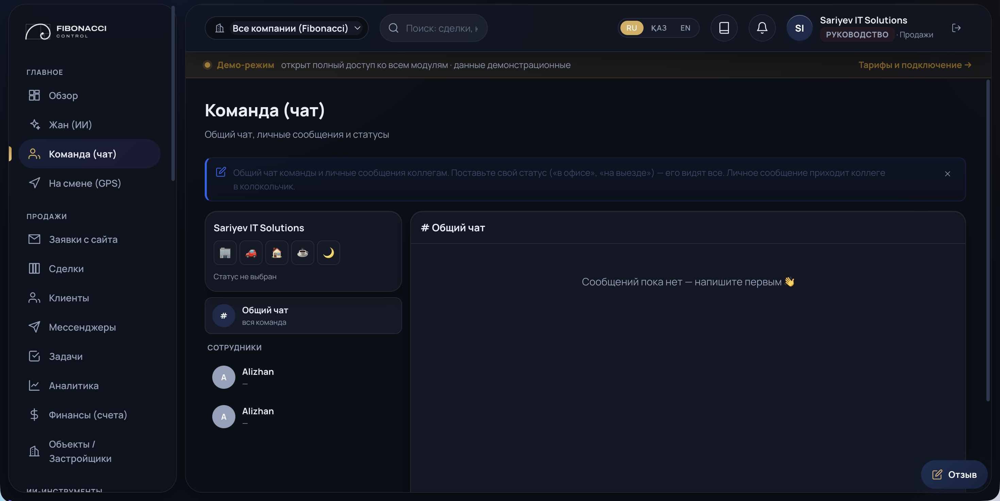 FIBONACCI
CONTROL
ГЛАВНОЕ
Обзор
Жан (ИИ)
Команда (чат)
На смене (GPS)
ПРОДАЖИ
Заявки с сайта
Сделки
Клиенты
Мессенджеры
Задачи
Аналитика
Финансы (счета)
Объекты /
Застройщики
ИИ-ИНСТРУМЕНТЫ
Все компании (Fibonacci)
Поиск: сделки,
RU ҚАЗ EN
SI
Sariyev IT Solutions
РУКОВОДСТВО · Продажи
Демо-режим открыт полный доступ ко всем модулям · данные демонстрационные
Тарифы и подключение →
Команда (чат)
Общий чат, личные сообщения и статусы
Общий чат команды и личные сообщения коллегам. Поставьте свой статус («в офисе», «на выезде») — его видят все. Личное сообщение приходит коллеге
в колокольчик.
Sariyev IT Solutions
Статус не выбран
# Общий чат
вся команда
СОТРУДНИКИ
A Alizhan
—
A Alizhan
—
# Общий чат
Сообщений пока нет — напишите первым 👋
Отзыв